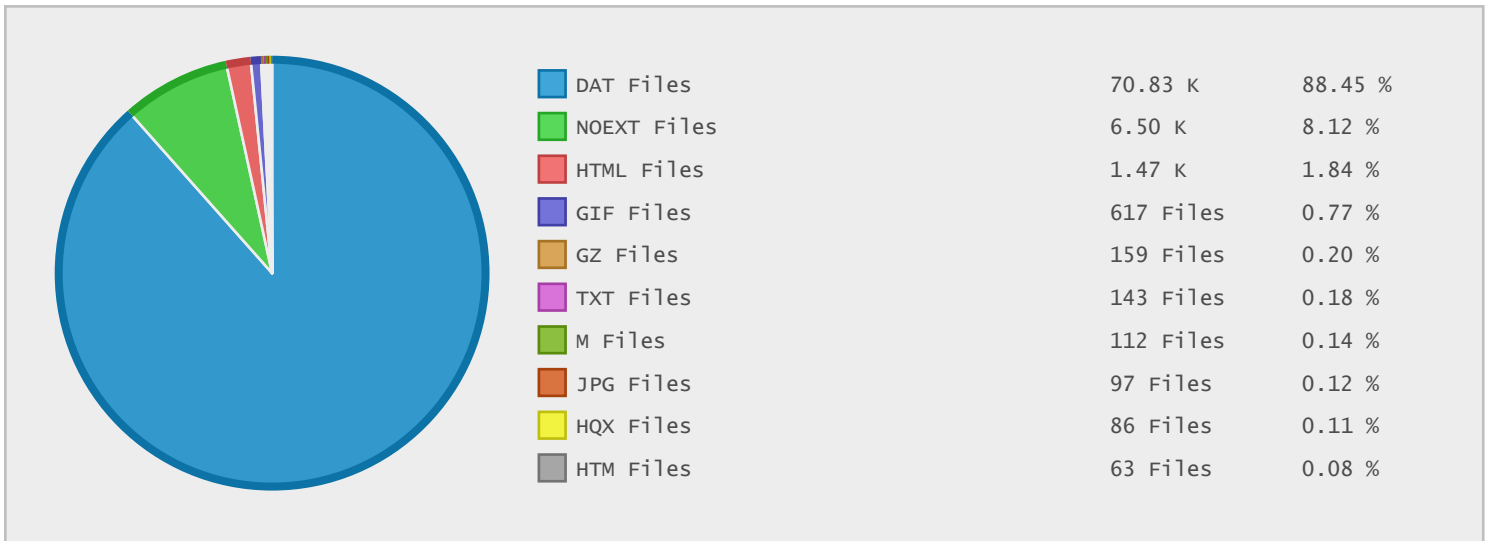 DAT Files 70.83 K 88.45 %
NOEXT Files 6.50 K 8.12 %
HTML Files 1.47 K 1.84 %
GIF Files 617 Files 0.77 %
GZ Files 159 Files 0.20 %
TXT Files 143 Files 0.18 %
M Files 112 Files 0.14 %
JPG Files 97 Files 0.12 %
HQX Files 86 Files 0.11 %
HTM Files 63 Files 0.08 %